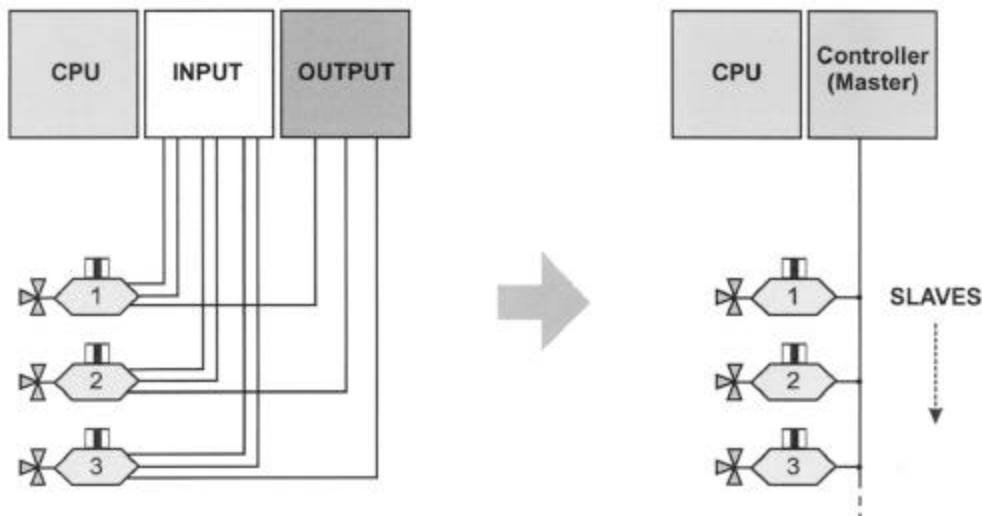 CPU
INPUT
OUTPUT
1
2
3
CPU
Controller
(Master)
1
2
3
SLAVES